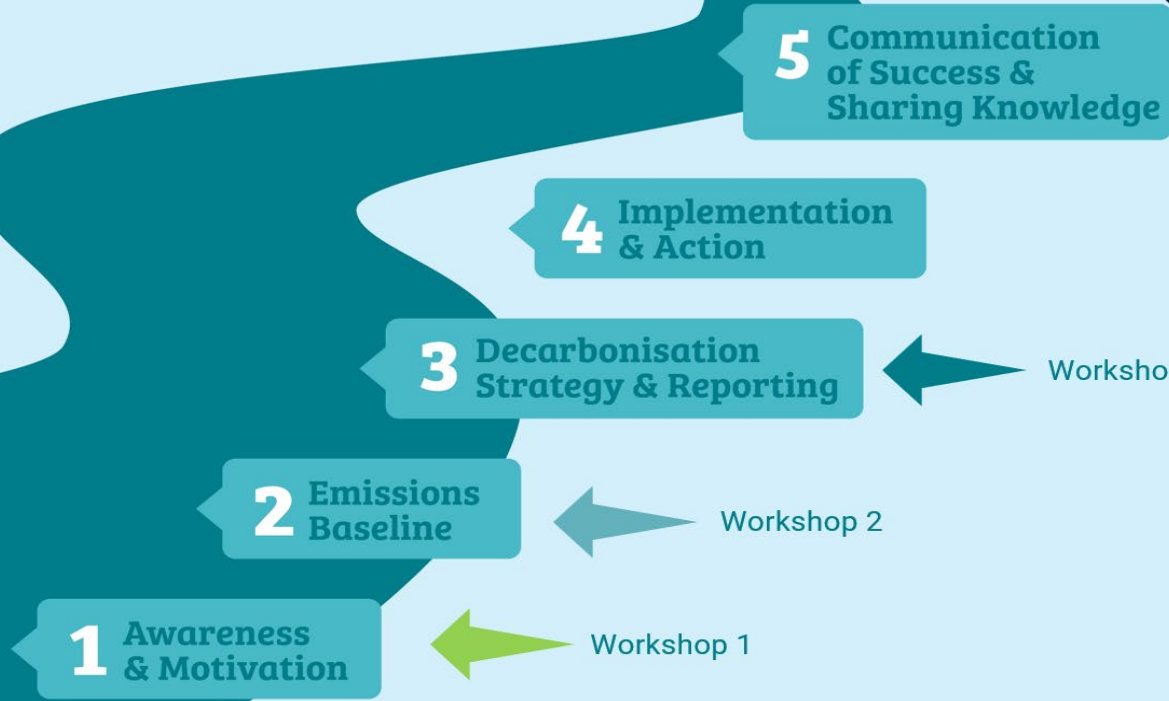 5 Communication
of Success &
Sharing Knowledge
4 Implementation
& Action
3 Decarbonisation
Strategy & Reporting
Worksho
2 Emissions
Baseline
Workshop 2
1 Awareness
& Motivation
Workshop 1